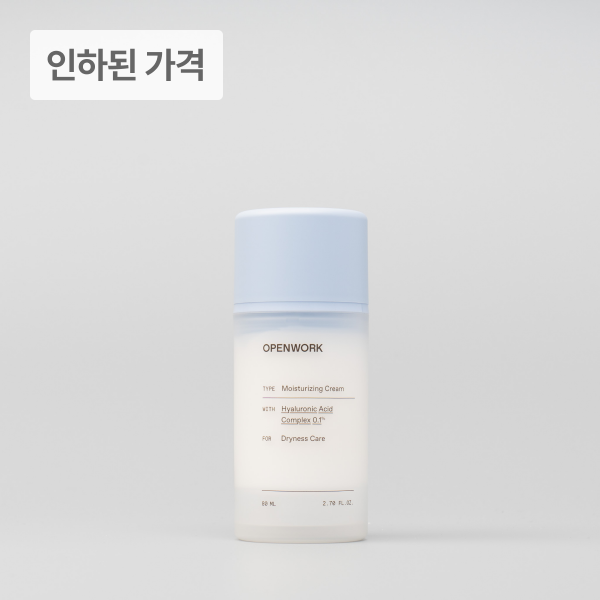 인하된 가격
OPENWORK
TYPE Moisturizing Cream
WITH Hyaluronic Acid
Complex 0.1%
FOR Dryness Care
80 ML 2.70 FL.OZ.